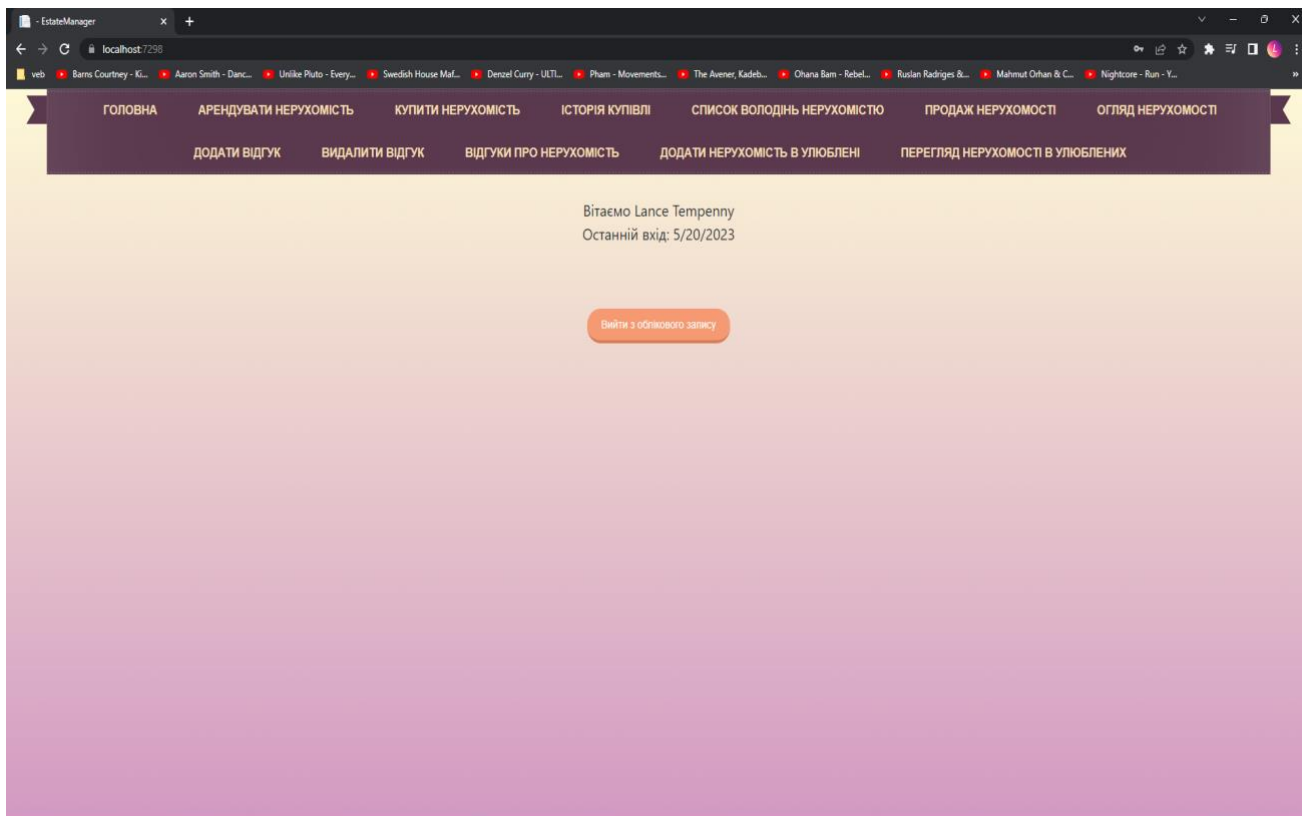 - EstateManager
localhost:7298
veb Barns Courtney - Ki... Aaron Smith - Danc... Unlike Pluto - Every... Swedish House Maf... Denzel Curry - ULTI... Pham - Movements... The Avener, Kadeb... Ohana Bam - Rebel... Ruslan Radriges &... Mahmut Orhan & C... Nightcore - Run - Y... »
ГОЛОВНА АРЕНДУВАТИ НЕРУХОМІСТЬ КУПИТИ НЕРУХОМІСТЬ ІСТОРІЯ КУПІВЛІ СПИСОК ВОЛОДІНЬ НЕРУХОМІСТЮ ПРОДАЖ НЕРУХОМОСТІ ОГЛЯД НЕРУХОМОСТІ
ДОДАТИ ВІДГУК ВИДАЛИТИ ВІДГУК ВІДГУКИ ПРО НЕРУХОМІСТЬ ДОДАТИ НЕРУХОМІСТЬ В УЛЮБЛЕНІ ПЕРЕГЛЯД НЕРУХОМОСТІ В УЛЮБЛЕНИХ
Вітаємо Lance Tempenny
Останній вхід: 5/20/2023
Вийти з облікового запису